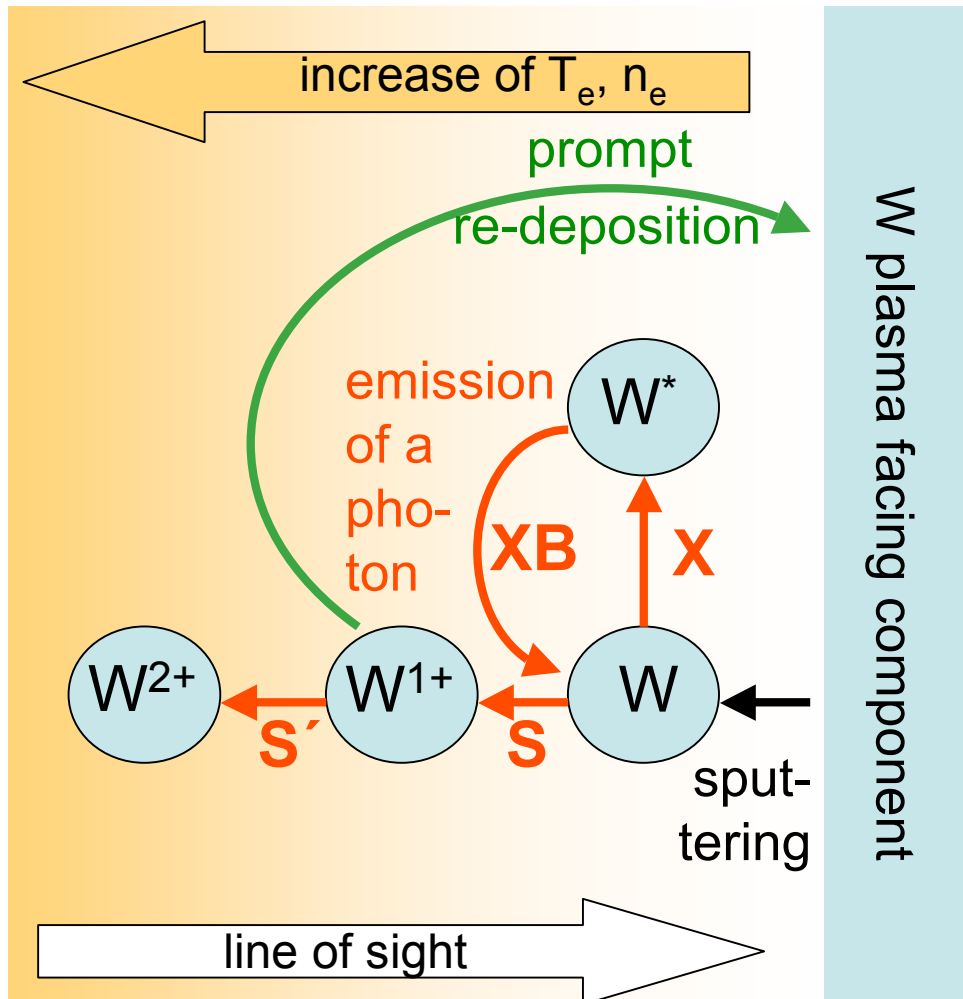 increase of Tₑ, nₑ
prompt
re-deposition
W plasma facing component
emission
of a
pho-
ton
W*
XB
X
W²⁺
W¹⁺
W
S´
S
sput-
tering
line of sight